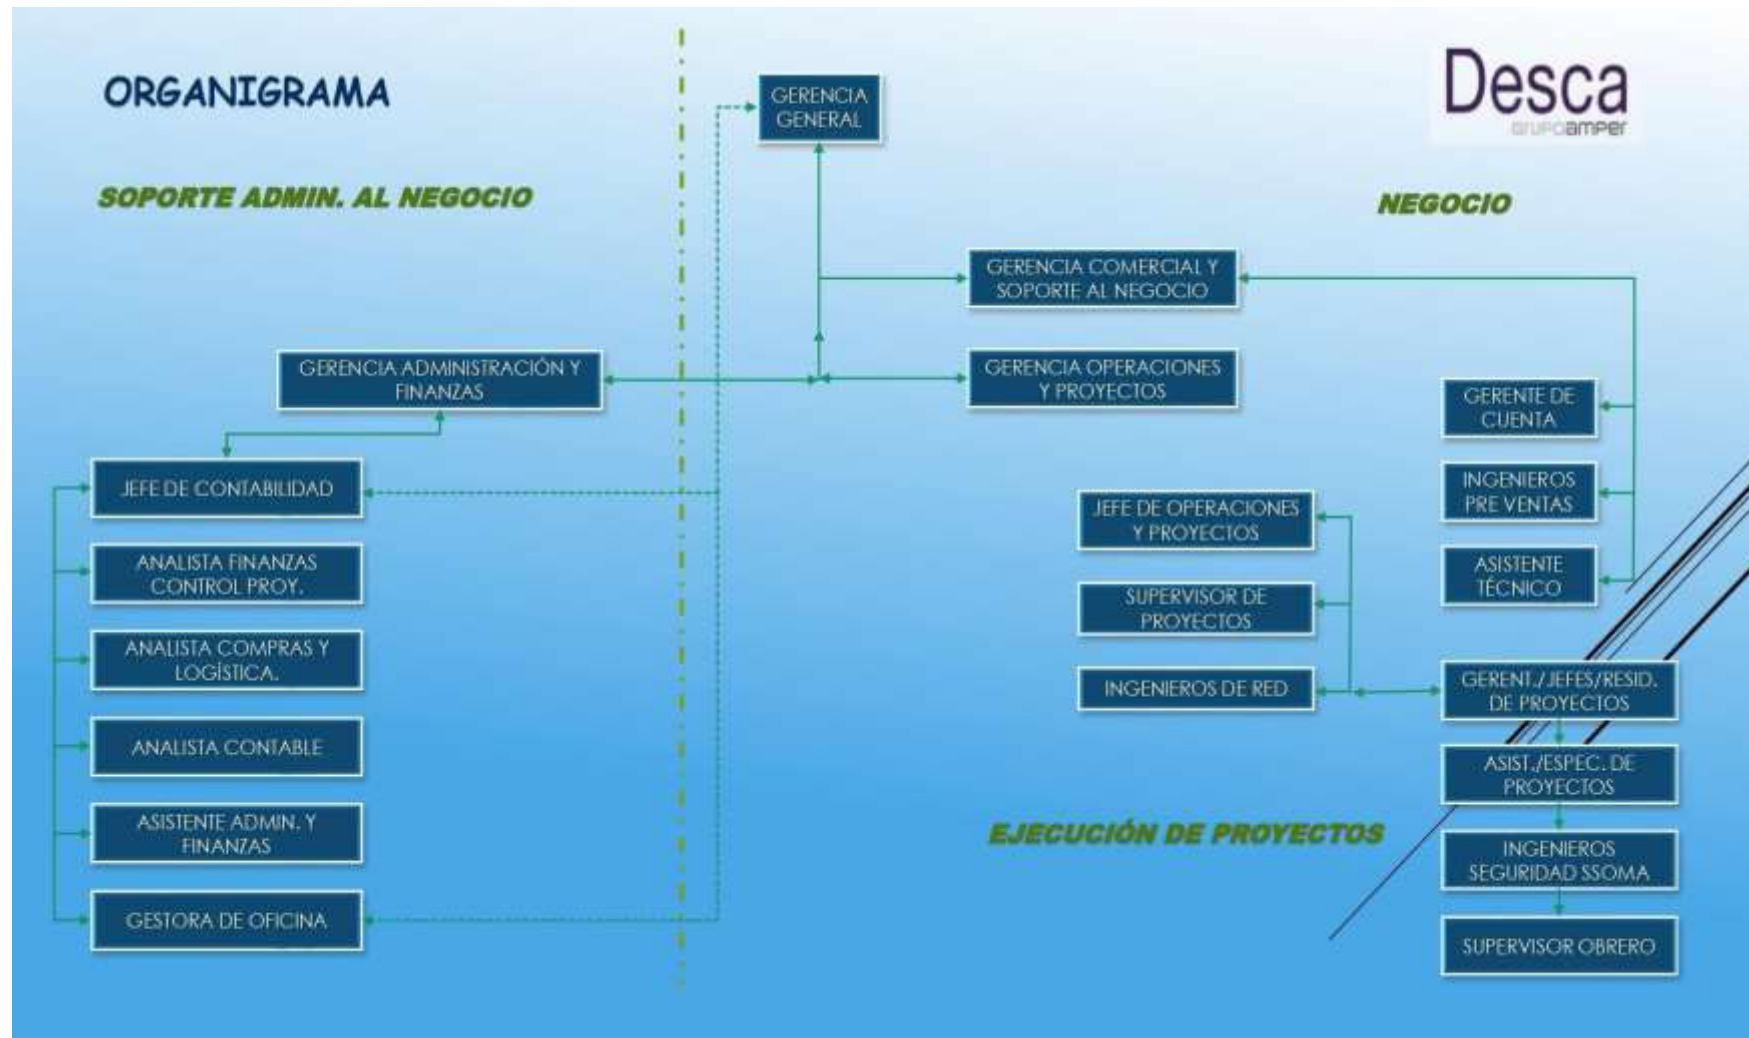 ORGANIGRAMA
Desca
GRUPOamper
SOPORTE ADMIN. AL NEGOCIO
NEGOCIO
GERENCIA
GENERAL
GERENCIA COMERCIAL Y
SOPORTE AL NEGOCIO
GERENCIA ADMINISTRACIÓN Y
FINANZAS
GERENCIA OPERACIONES
Y PROYECTOS
GERENTE DE
CUENTA
INGENIEROS
PRE VENTAS
ASISTENTE
TÉCNICO
JEFE DE CONTABILIDAD
ANALISTA FINANZAS
CONTROL PROY.
ANALISTA COMPRAS Y
LOGÍSTICA.
ANALISTA CONTABLE
ASISTENTE ADMIN. Y
FINANZAS
GESTORA DE OFICINA
JEFE DE OPERACIONES
Y PROYECTOS
SUPERVISOR DE
PROYECTOS
INGENIEROS DE RED
GERENT./JEFES/RESID.
DE PROYECTOS
ASIST./ESPEC. DE
PROYECTOS
EJECUCIÓN DE PROYECTOS
INGENIEROS
SEGURIDAD SSOMA
SUPERVISOR OBRERO